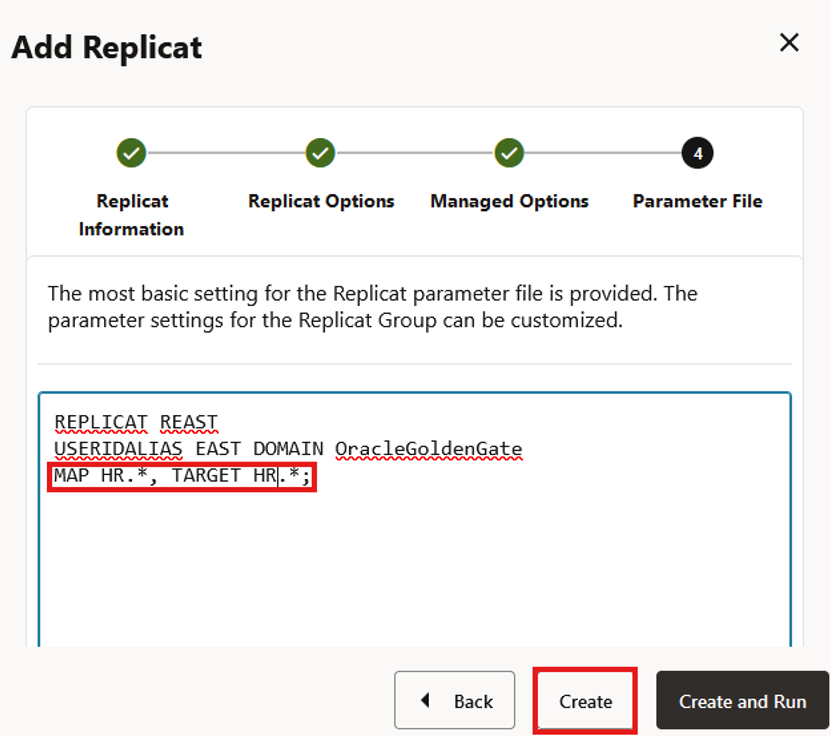 Add Replicat
4
Replicat
Information
Replicat Options
Managed Options
Parameter File
The most basic setting for the Replicat parameter file is provided. The
parameter settings for the Replicat Group can be customized.
REPLICAT REAST
USERIDALIAS EAST DOMAIN OracleGoldenGate
MAP HR.*, TARGET HR.*;
Back
Create
Create and Run